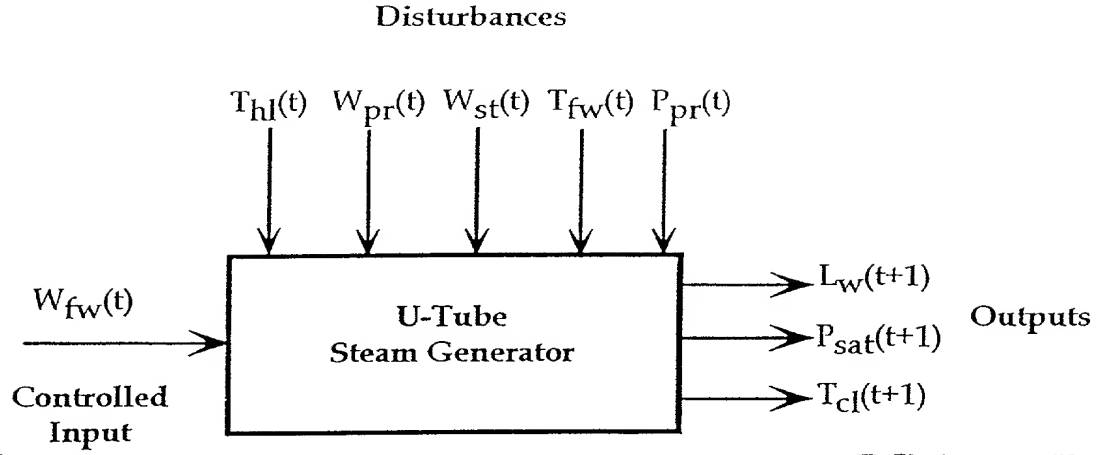 Disturbances
T_hl(t) W_pr(t) W_st(t) T_fw(t) P_pr(t)
W_fw(t)
Controlled
Input
U-Tube
Steam Generator
L_w(t+1)
P_sat(t+1)
T_cl(t+1)
Outputs